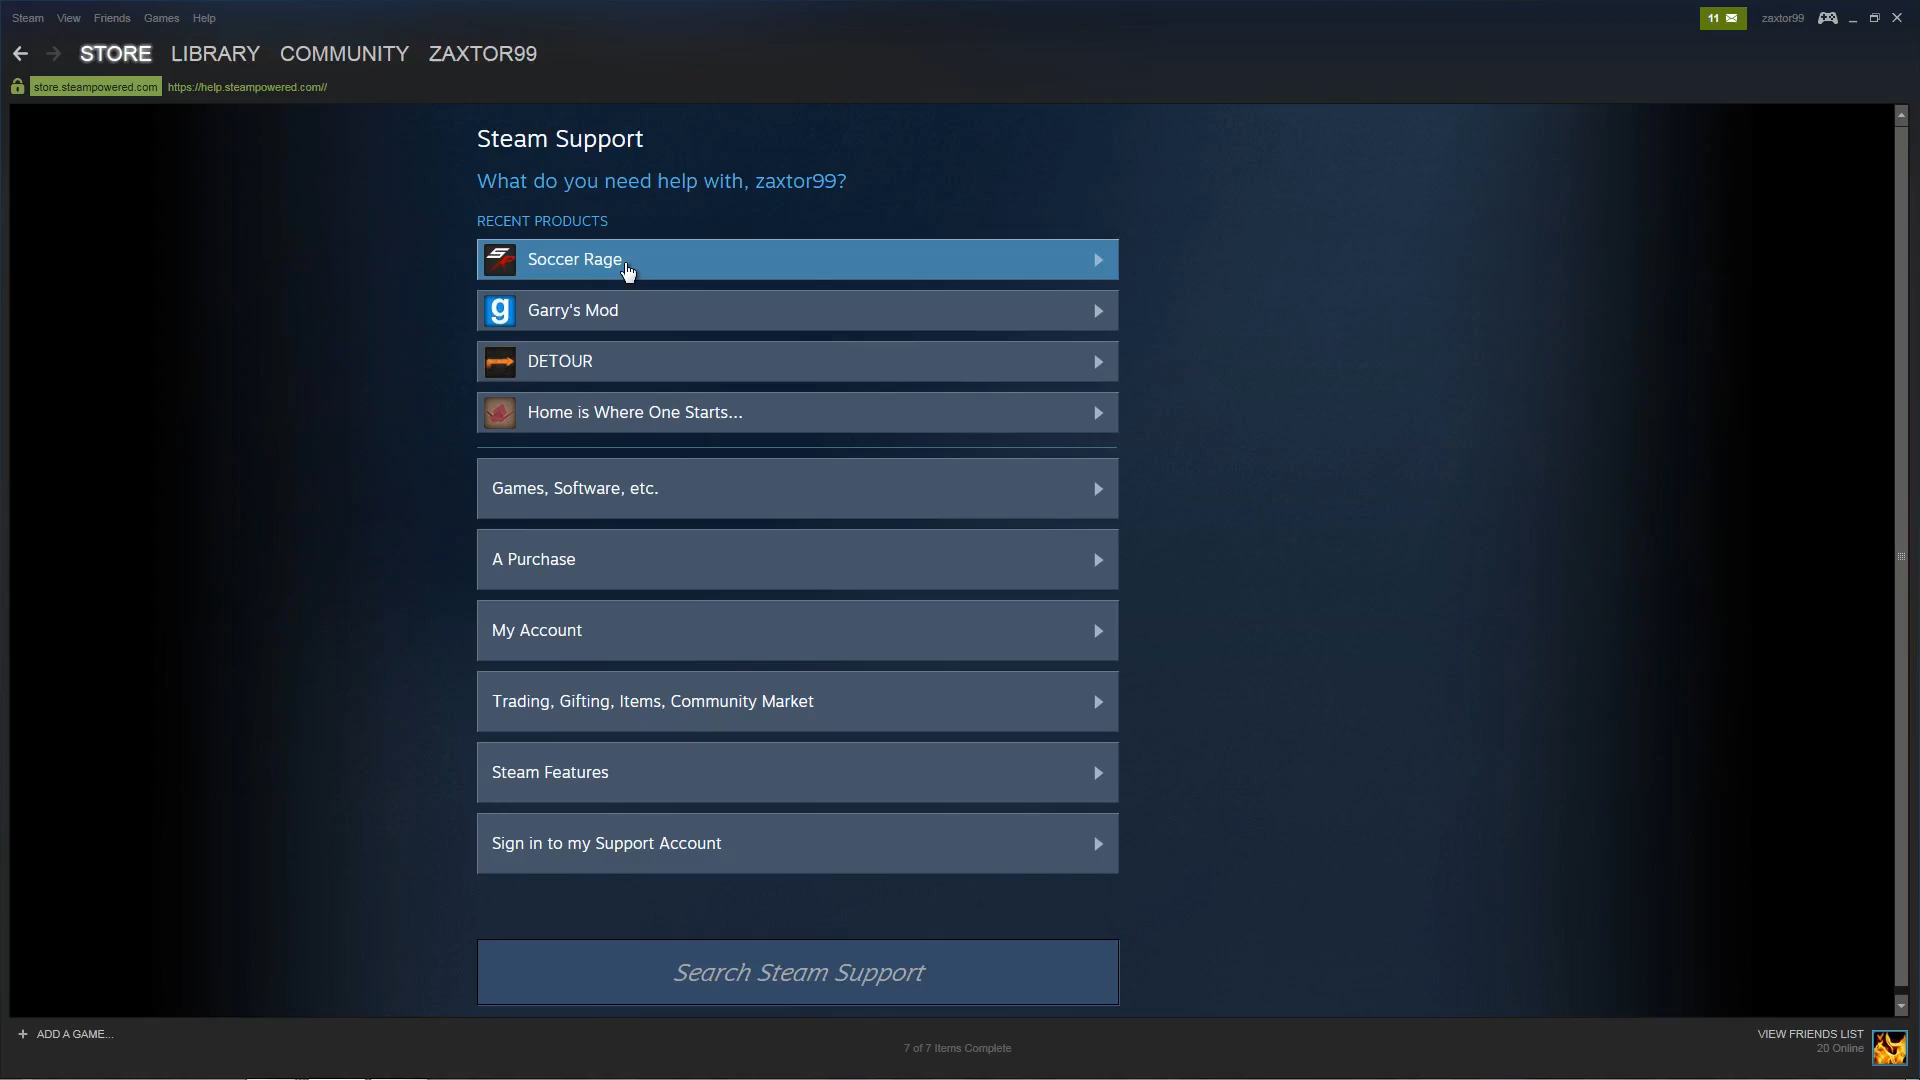 Steam View Friends Games Help
11 zaxtor99
STORE LIBRARY COMMUNITY ZAXTOR99
store.steampowered.com https://help.steampowered.com//
Steam Support
What do you need help with, zaxtor99?
RECENT PRODUCTS
Soccer Rage
Garry's Mod
DETOUR
Home is Where One Starts...
Games, Software, etc.
A Purchase
My Account
Trading, Gifting, Items, Community Market
Steam Features
Sign in to my Support Account
Search Steam Support
+ ADD A GAME...
7 of 7 Items Complete
VIEW FRIENDS LIST
20 Online